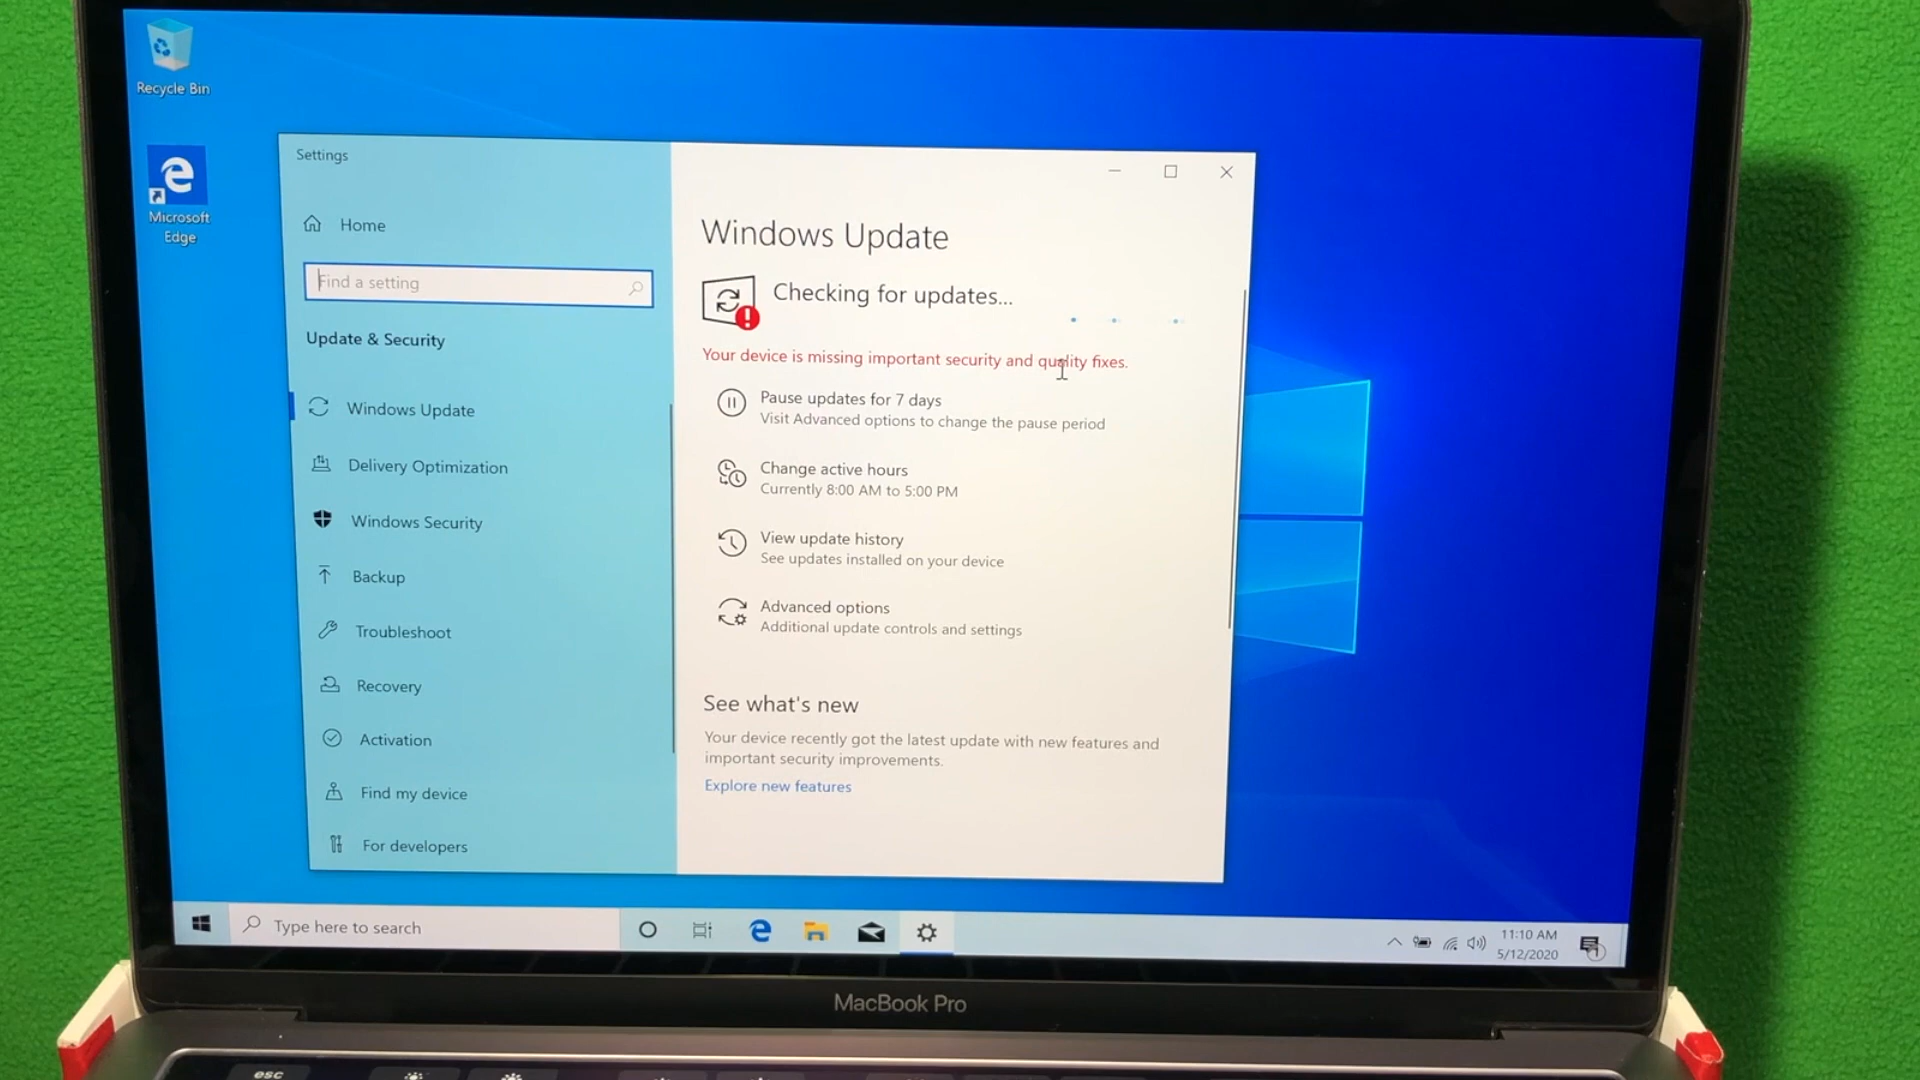 Recycle Bin
Microsoft
Edge
Settings
Home
Find a setting
Update & Security
Windows Update
Delivery Optimization
Windows Security
Backup
Troubleshoot
Recovery
Activation
Find my device
For developers
Windows Update
Checking for updates...
Your device is missing important security and quality fixes.
Pause updates for 7 days
Visit Advanced options to change the pause period
Change active hours
Currently 8:00 AM to 5:00 PM
View update history
See updates installed on your device
Advanced options
Additional update controls and settings
See what's new
Your device recently got the latest update with new features and
important security improvements.
Explore new features
Type here to search
11:10 AM
5/12/2020
1
MacBook Pro
esc